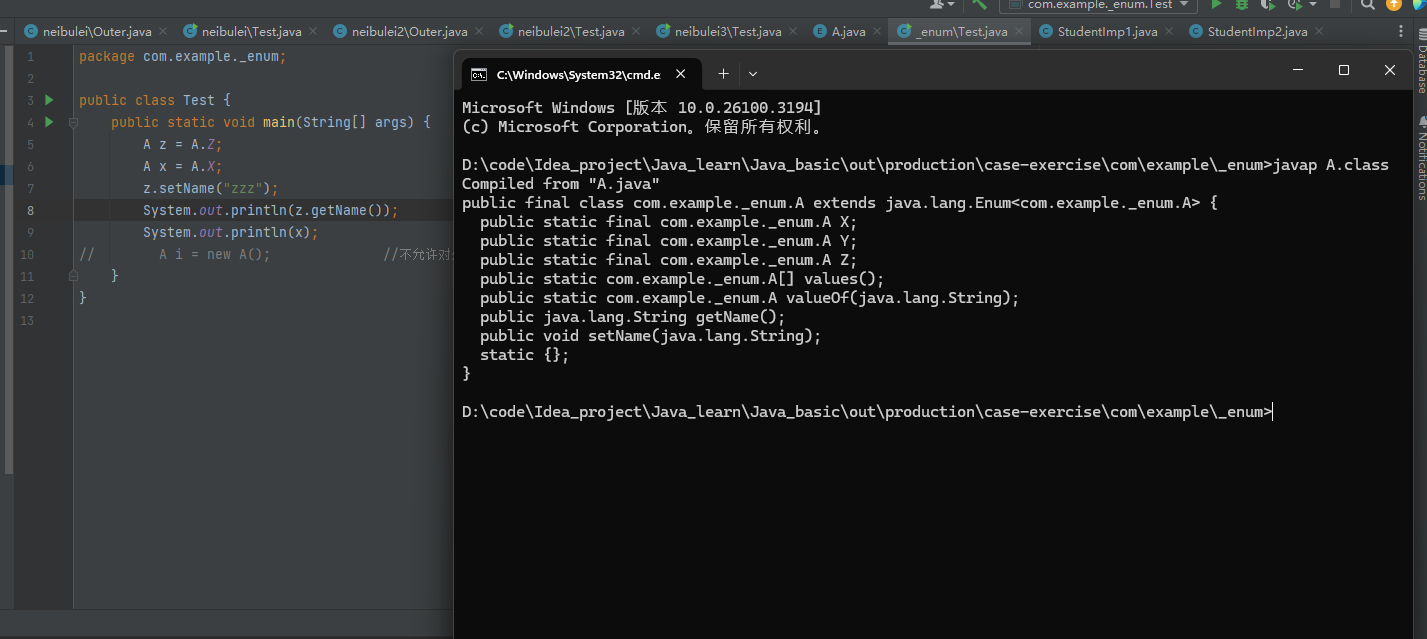 com.example._enum.Test
neibulei\Outer.java
neibulei\Test.java
neibulei2\Outer.java
neibulei2\Test.java
neibulei3\Test.java
A.java
_enum\Test.java
StudentImp1.java
StudentImp2.java
1 package com.example._enum;
2
3 public class Test {
4 public static void main(String[] args) {
5 A z = A.Z;
6 A x = A.X;
7 z.setName("zzz");
8 System.out.println(z.getName());
9 System.out.println(x);
10 // A i = new A(); //不允许对
11 }
12 }
13
C:\Windows\System32\cmd.e
Microsoft Windows [版本 10.0.26100.3194]
(c) Microsoft Corporation。保留所有权利。
D:\code\Idea_project\Java_learn\Java_basic\out\production\case-exercise\com\example\_enum>javap A.class
Compiled from "A.java"
public final class com.example._enum.A extends java.lang.Enum<com.example._enum.A> {
public static final com.example._enum.A X;
public static final com.example._enum.A Y;
public static final com.example._enum.A Z;
public static com.example._enum.A[] values();
public static com.example._enum.A valueOf(java.lang.String);
public java.lang.String getName();
public void setName(java.lang.String);
static {};
}
D:\code\Idea_project\Java_learn\Java_basic\out\production\case-exercise\com\example\_enum>
Database
Notifications